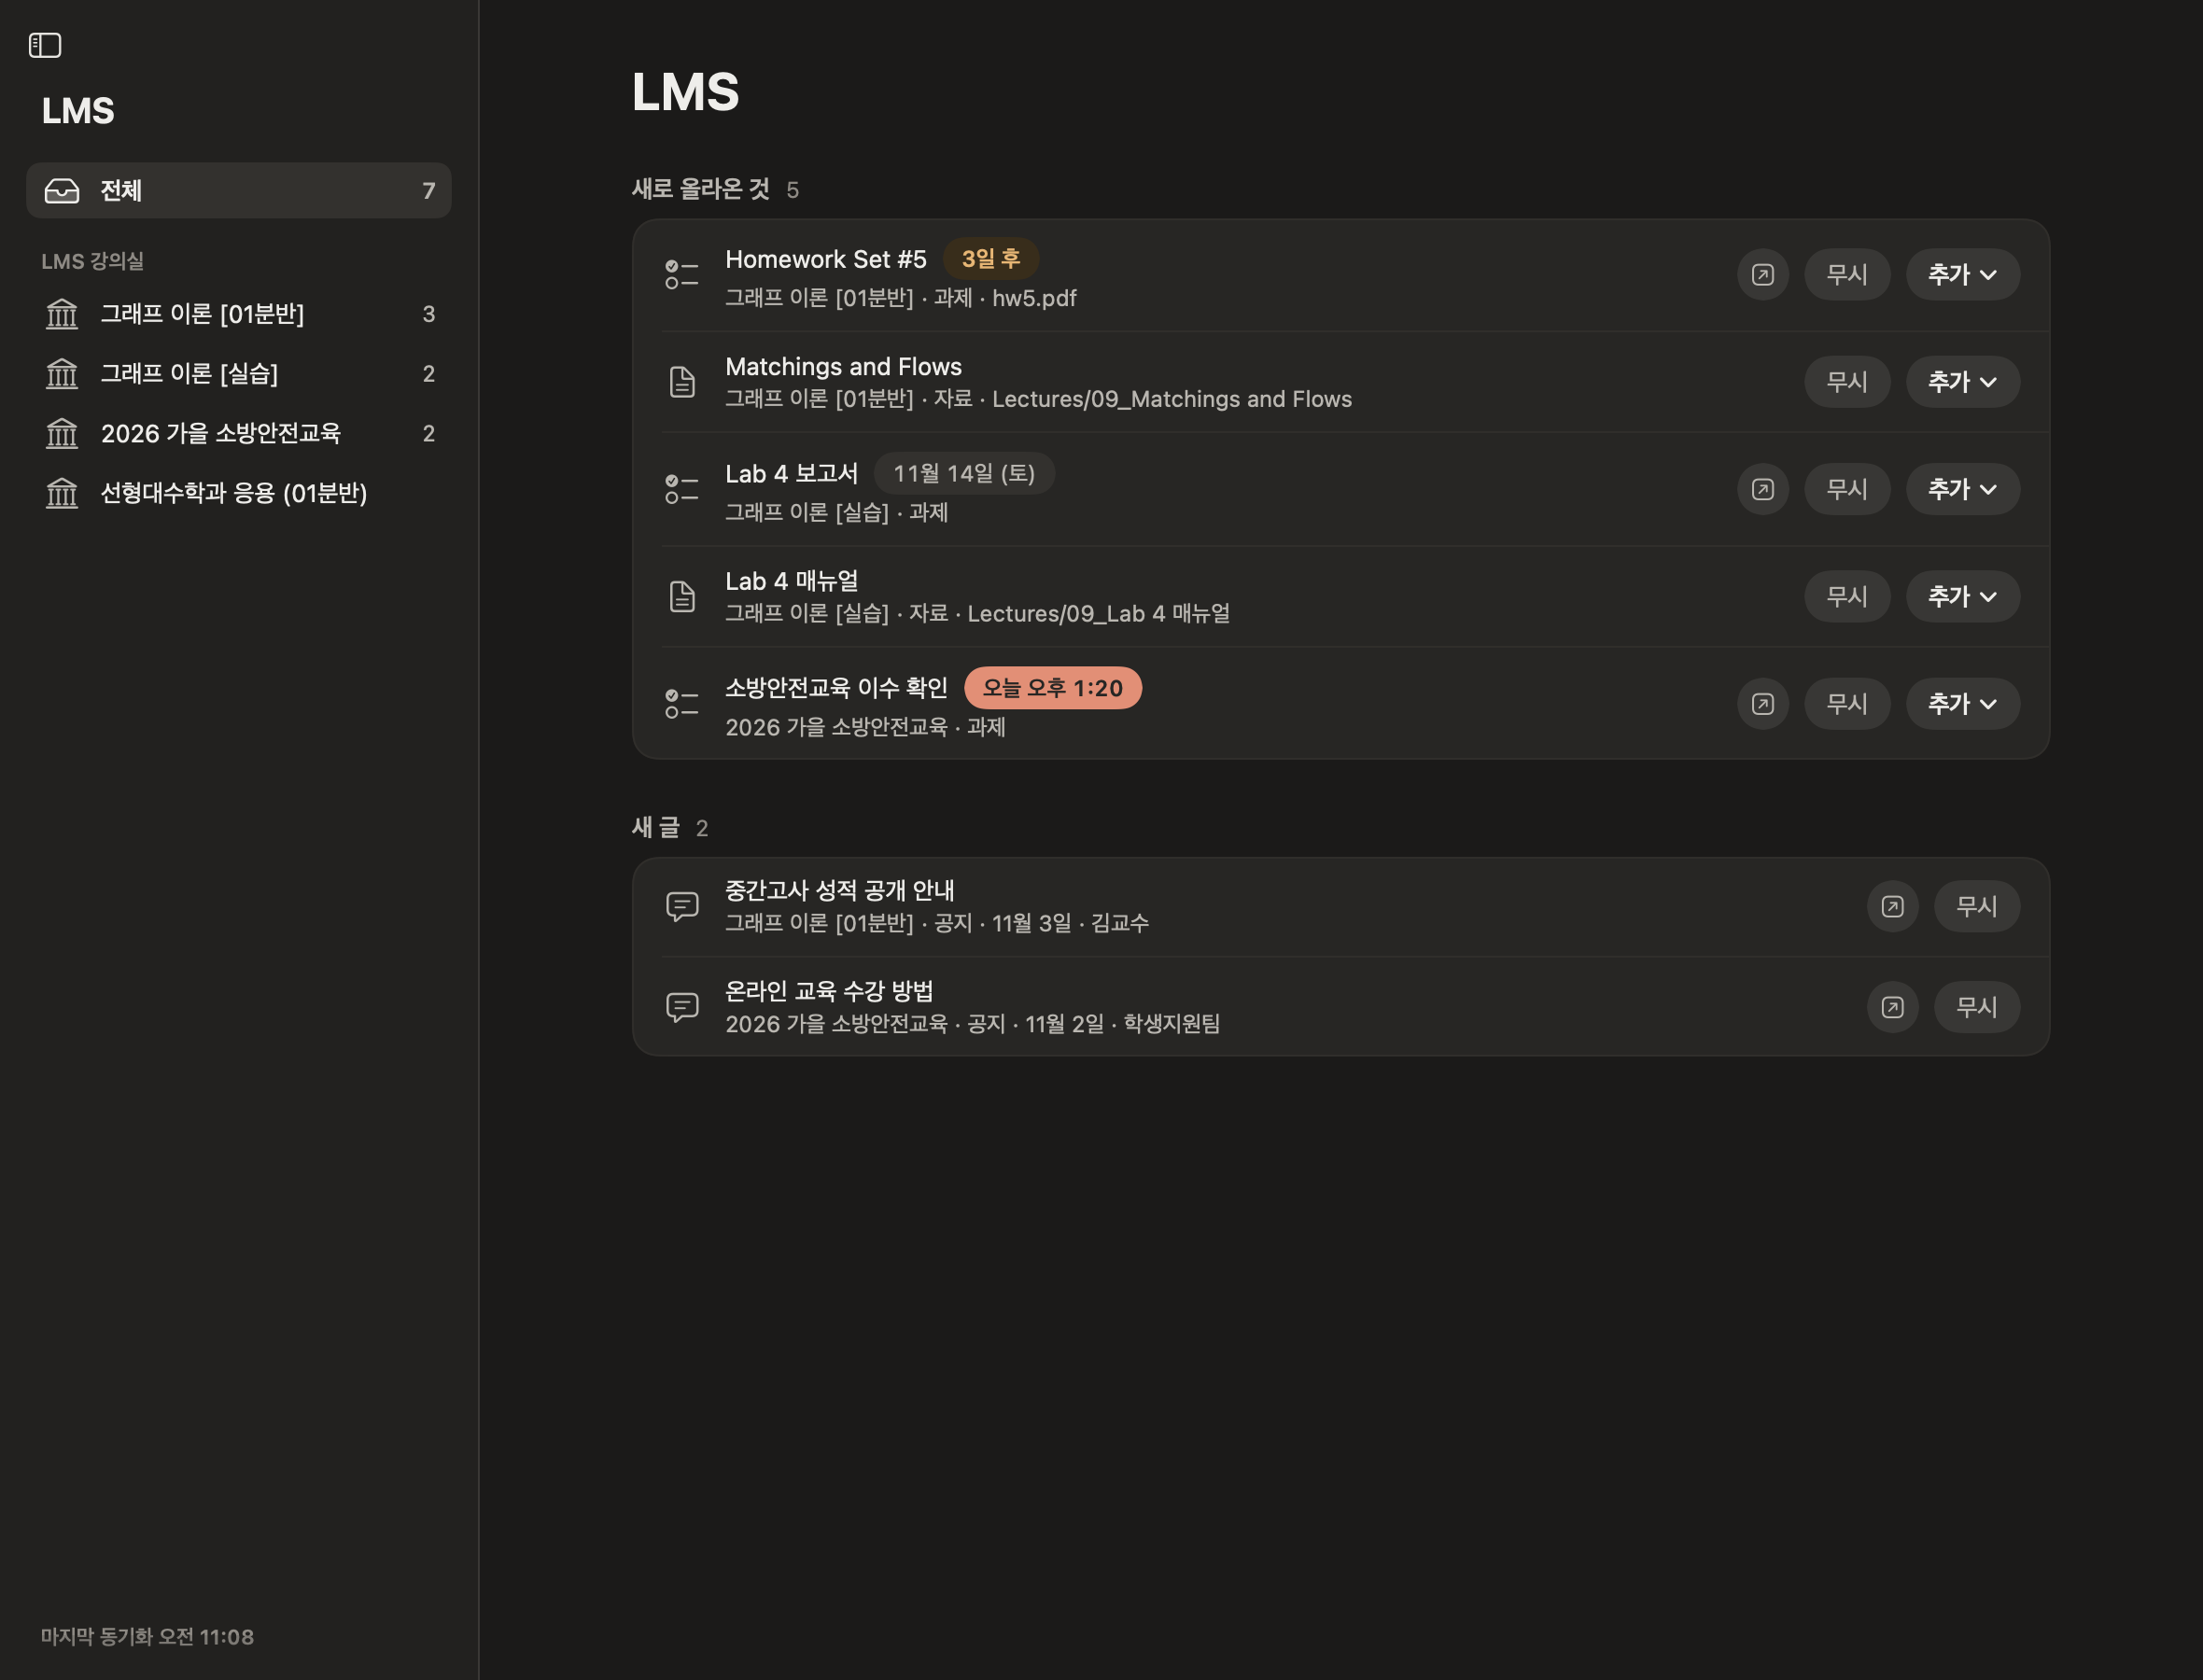 LMS
전체 7
LMS 강의실
그래프 이론 [01분반] 3
그래프 이론 [실습] 2
2026 가을 소방안전교육 2
선형대수학과 응용 (01분반)
마지막 동기화 오전 11:08
LMS
새로 올라온 것 5
Homework Set #5 3일 후
그래프 이론 [01분반] · 과제 · hw5.pdf
무시 추가
Matchings and Flows
그래프 이론 [01분반] · 자료 · Lectures/09_Matchings and Flows
무시 추가
Lab 4 보고서 11월 14일 (토)
그래프 이론 [실습] · 과제
무시 추가
Lab 4 매뉴얼
그래프 이론 [실습] · 자료 · Lectures/09_Lab 4 매뉴얼
무시 추가
소방안전교육 이수 확인 오늘 오후 1:20
2026 가을 소방안전교육 · 과제
무시 추가
새 글 2
중간고사 성적 공개 안내
그래프 이론 [01분반] · 공지 · 11월 3일 · 김교수
무시
온라인 교육 수강 방법
2026 가을 소방안전교육 · 공지 · 11월 2일 · 학생지원팀
무시